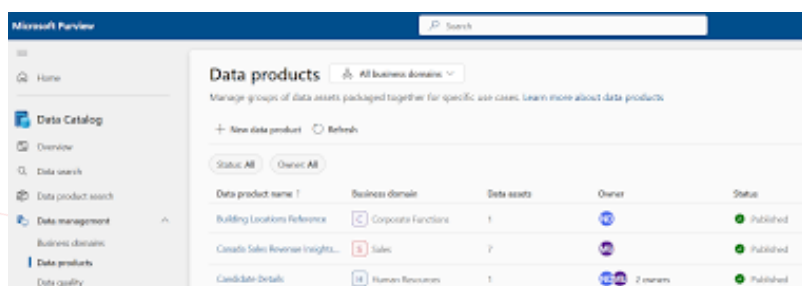 Microsoft Purview
Search
Home
Data Catalog
Overview
Data search
Data product search
Data management
Business domains
Data products
Data quality
Data products
All business domains
Manage groups of data assets packaged together for specific use cases. Learn more about data products
+ New data product Refresh
Status: All Owner: All
Data product name ↑ Business domain Data assets Owner Status
Building Locations Reference C Corporate Functions 1 Published
Canada Sales Revenue Insights... S Sales 7 Published
Candidate Details H Human Resources 1 2 owners Published